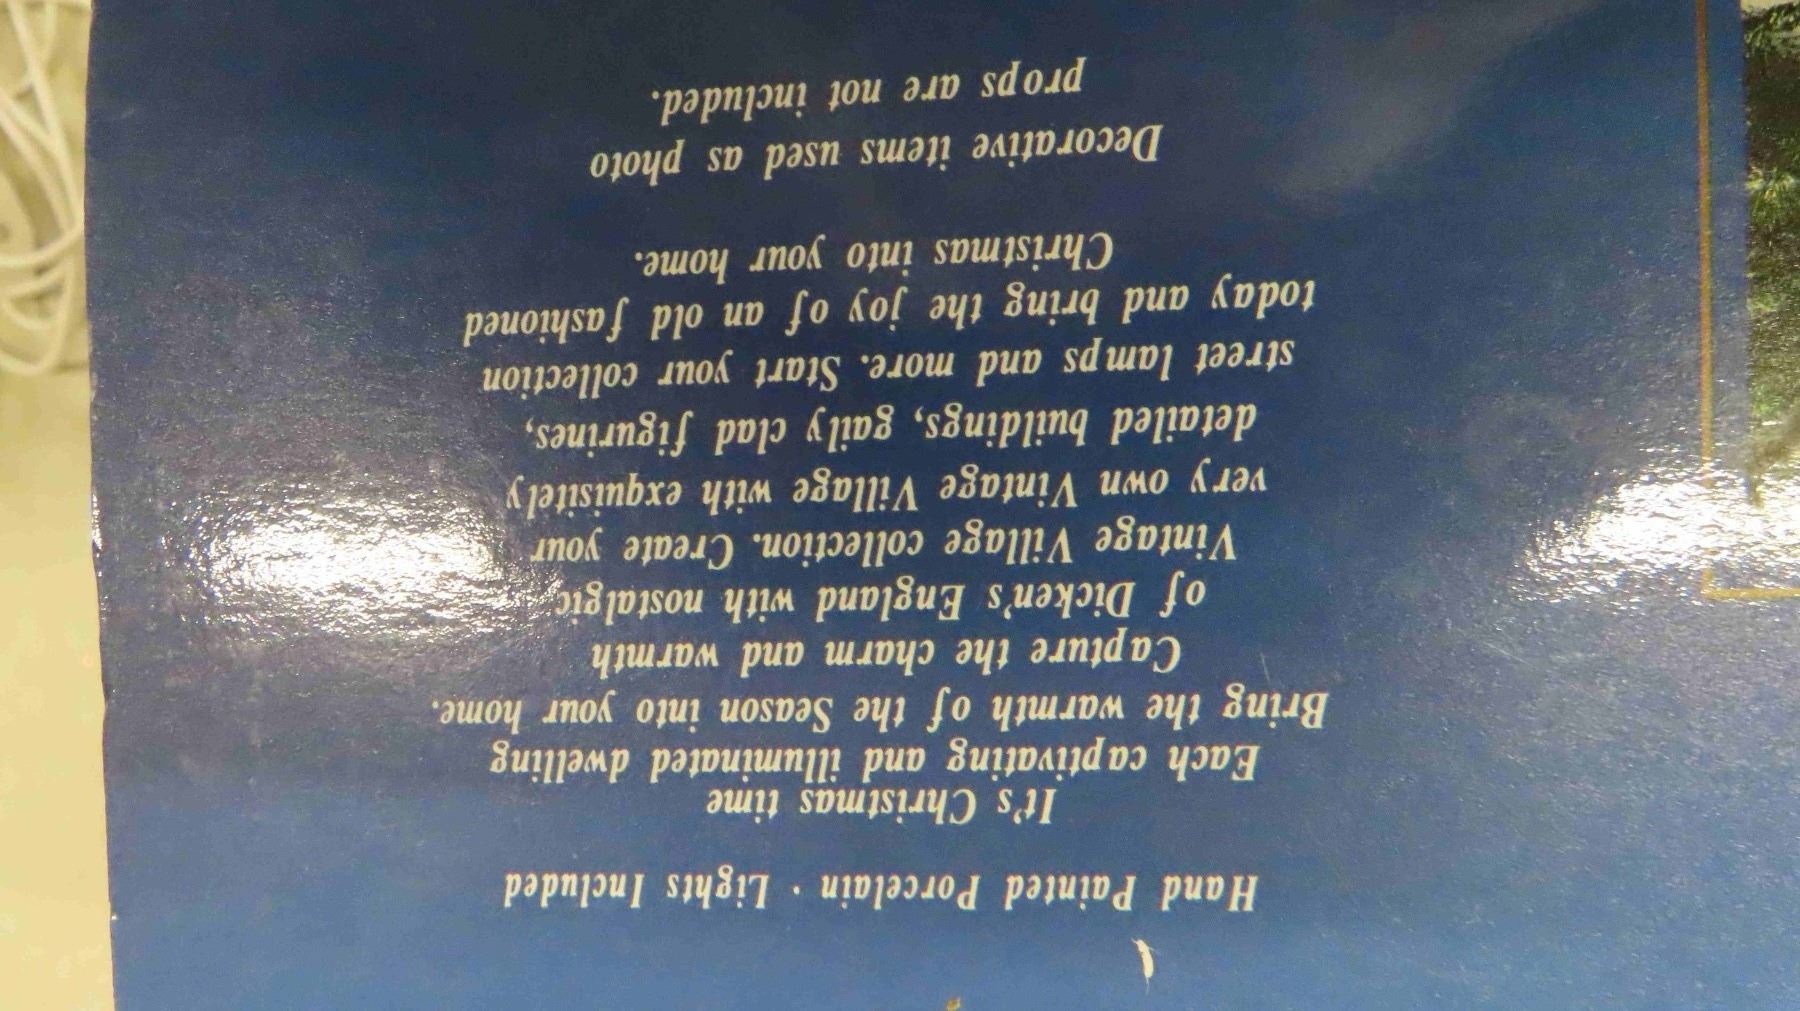 Hand Painted Porcelain · Lights Included
It's Christmas time
Each captivating and illuminated dwelling
Bring the warmth of the Season into your home.
Capture the charm and warmth
of Dicken's England with nostalgic
Vintage Village collection. Create your
very own Vintage Village with exquisitely
detailed buildings, gaily clad figurines,
street lamps and more. Start your collection
today and bring the joy of an old fashioned
Christmas into your home.
Decorative items used as photo
props are not included.